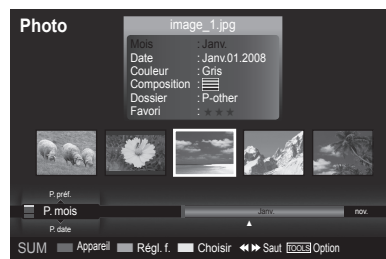 Photo
image_1.jpg
Mois : Janv.
Date : Janv.01.2008
Couleur : Gris
Composition :
Dossier : P-other
Favori : ★ ★ ★
P. préf.
P. mois
Janv.
nov.
P. date
SUM Appareil Régl. f. Choisir Saut TOOLS Option